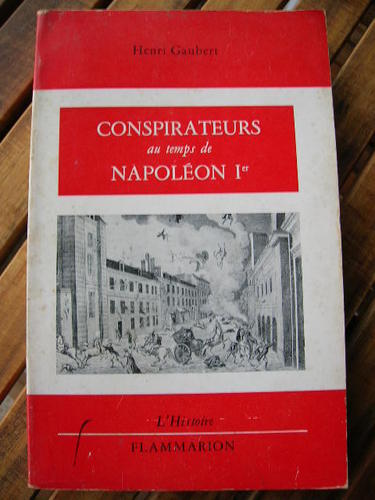 Henri Gaubert
CONSPIRATEURS
au temps de
NAPOLÉON Ier
L'Histoire
FLAMMARION